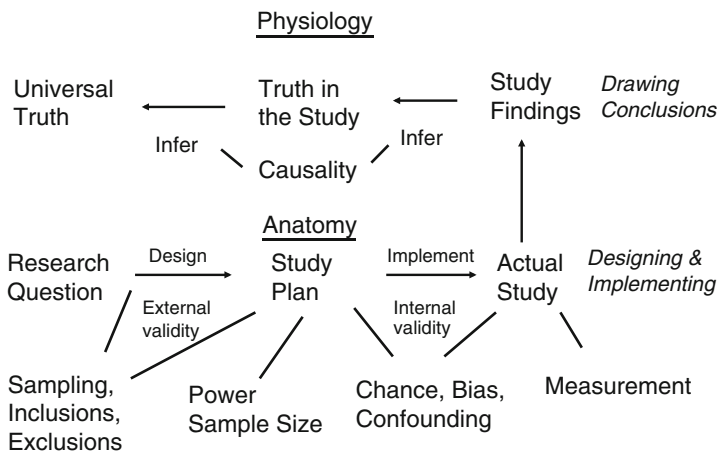 Physiology
Universal
Truth
Truth in
the Study
Study
Findings
Drawing
Conclusions
Infer
Infer
Causality
Anatomy
Research
Question
Design
Study
Plan
Implement
Actual
Study
Designing &
Implementing
External
validity
Internal
validity
Sampling,
Inclusions,
Exclusions
Power
Sample Size
Chance, Bias,
Confounding
Measurement